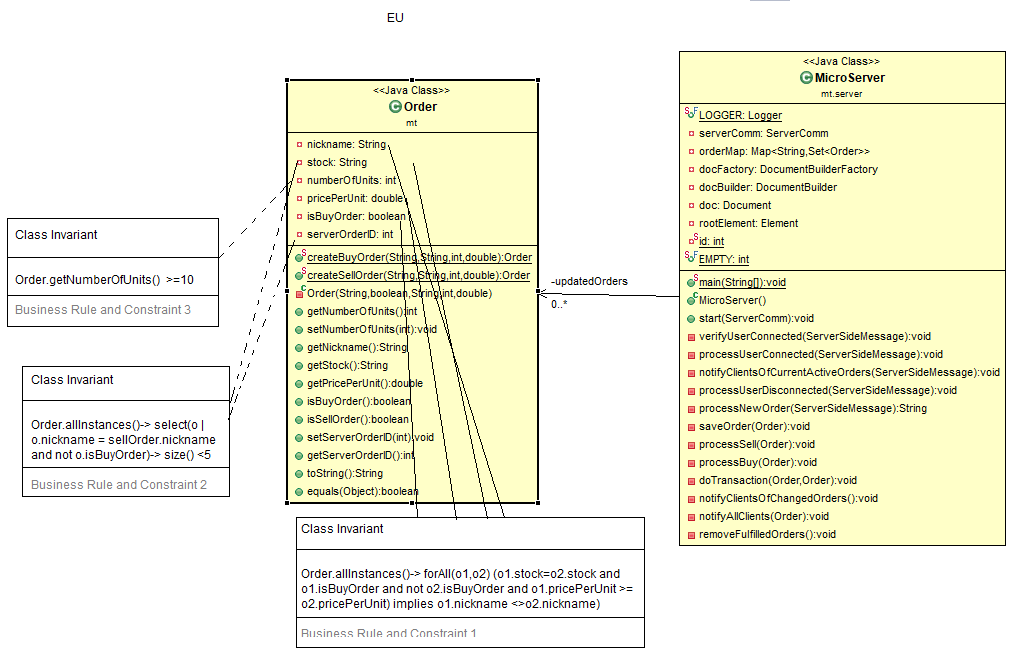 EU
<<Java Class>>
Order
mt
nickname: String
stock: String
numberOfUnits: int
pricePerUnit: double
isBuyOrder: boolean
serverOrderID: int
createBuyOrder(String,String,int,double):Order
createSellOrder(String,String,int,double):Order
Order(String,boolean,String,int,double)
getNumberOfUnits():int
setNumberOfUnits(int):void
getNickname():String
getStock():String
getPricePerUnit():double
isBuyOrder():boolean
isSellOrder():boolean
setServerOrderID(int):void
getServerOrderID():int
toString():String
equals(Object):boolean
-updatedOrders
0..*
<<Java Class>>
MicroServer
mt.server
LOGGER: Logger
serverComm: ServerComm
orderMap: Map<String,Set<Order>>
docFactory: DocumentBuilderFactory
docBuilder: DocumentBuilder
doc: Document
rootElement: Element
id: int
EMPTY: int
main(String[]):void
MicroServer()
start(ServerComm):void
verifyUserConnected(ServerSideMessage):void
processUserConnected(ServerSideMessage):void
notifyClientsOfCurrentActiveOrders(ServerSideMessage):void
processUserDisconnected(ServerSideMessage):void
processNewOrder(ServerSideMessage):String
saveOrder(Order):void
processSell(Order):void
processBuy(Order):void
doTransaction(Order,Order):void
notifyClientsOfChangedOrders():void
notifyAllClients(Order):void
removeFulfilledOrders():void
Class Invariant
Order.getNumberOfUnits() >=10
Business Rule and Constraint 3
Class Invariant
Order.allInstances()-> select(o |
o.nickname = sellOrder.nickname
and not o.isBuyOrder)-> size() <5
Business Rule and Constraint 2
Class Invariant
Order.allInstances()-> forAll(o1,o2) (o1.stock=o2.stock and
o1.isBuyOrder and not o2.isBuyOrder and o1.pricePerUnit >=
o2.pricePerUnit) implies o1.nickname <>o2.nickname)
Business Rule and Constraint 1